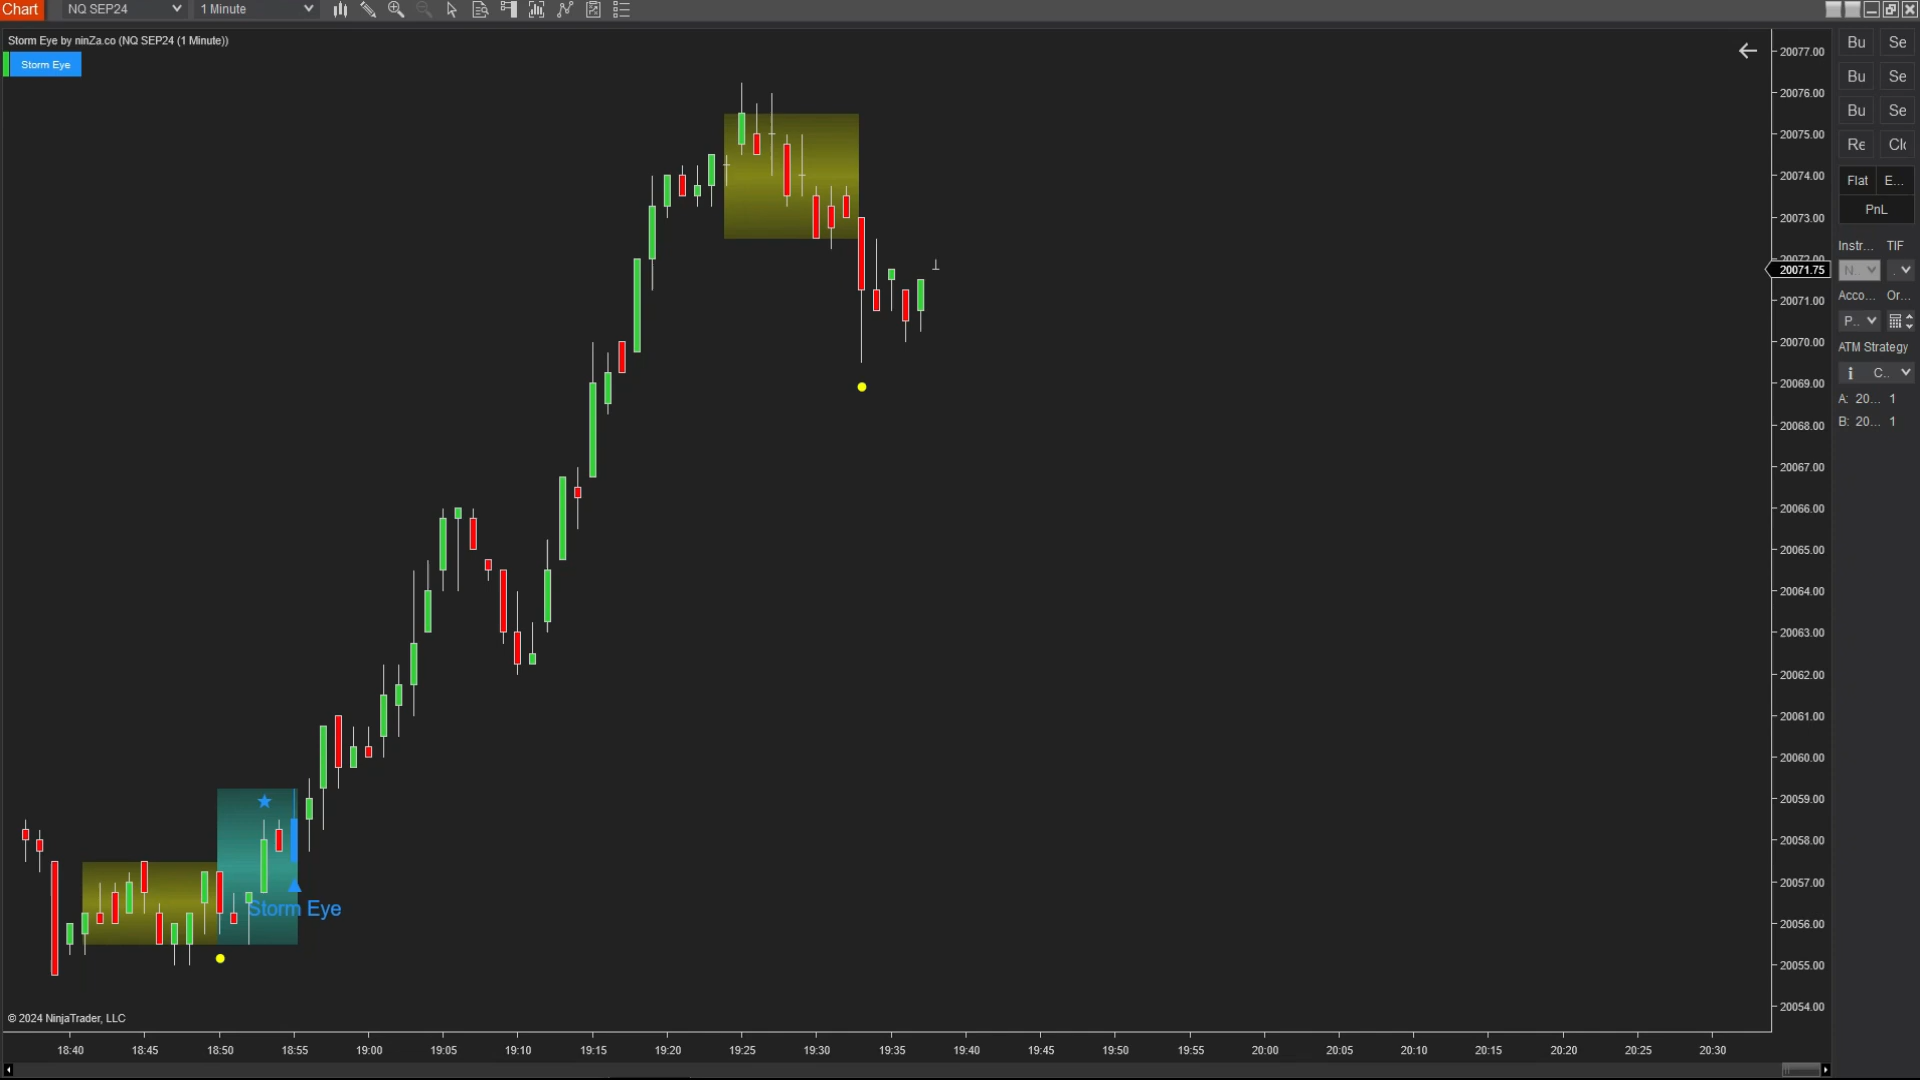 Chart NQ SEP24 1 Minute
Storm Eye by ninZa.co (NQ SEP24 (1 Minute))
Storm Eye
20077.00
20076.00
20075.00
20074.00
20073.00
20072.00
20071.75
20071.00
20070.00
20069.00
20068.00
20067.00
20066.00
20065.00
20064.00
20063.00
20062.00
20061.00
20060.00
20059.00
20058.00
20057.00
20056.00
20055.00
20054.00
Bu Se
Bu Se
Bu Se
Re Clo
Flat E...
PnL
Instr... TIF
N..
Acco... Or...
P..
ATM Strategy
C..
A: 20... 1
B: 20... 1
Storm Eye
© 2024 NinjaTrader, LLC
18:40 18:45 18:50 18:55 19:00 19:05 19:10 19:15 19:20 19:25 19:30 19:35 19:40 19:45 19:50 19:55 20:00 20:05 20:10 20:15 20:20 20:25 20:30